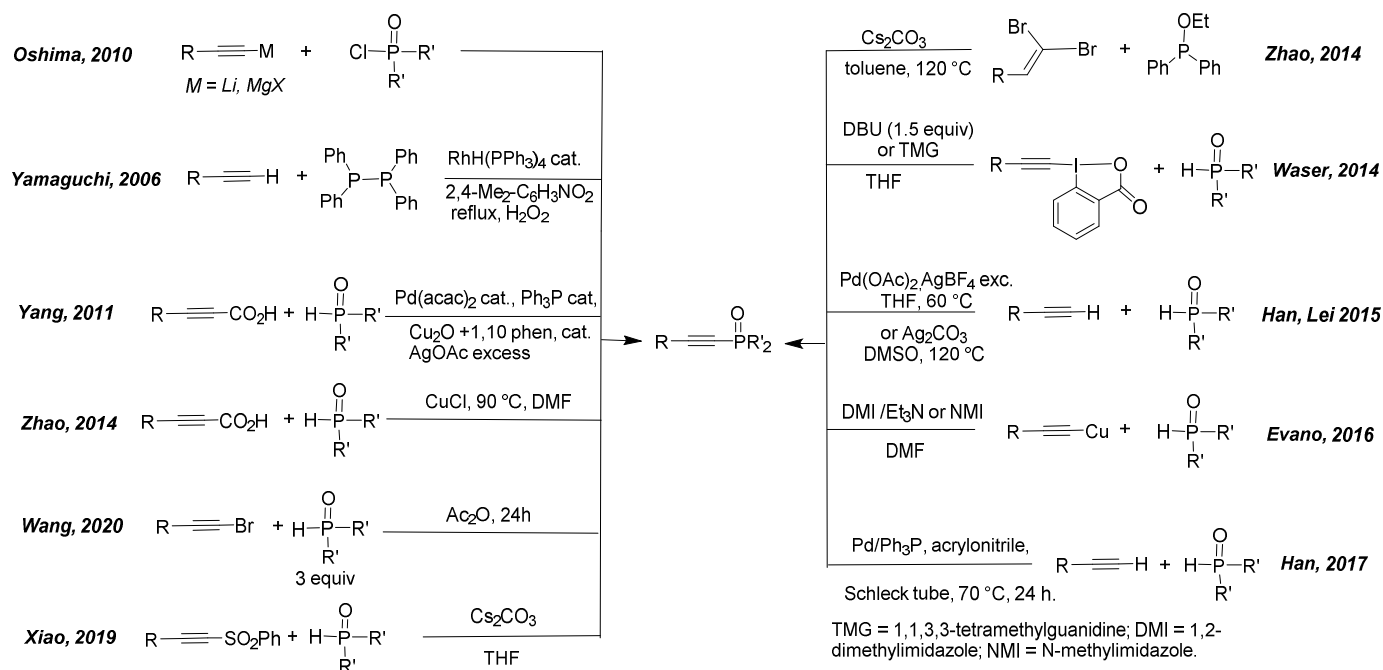 Oshima, 2010
R
M
+
O
Cl
P
R'
R'
M = Li, MgX
Yamaguchi, 2006
R
H
+
Ph
Ph
P
P
Ph
Ph
RhH(PPh3)4 cat.
2,4-Me2-C6H3NO2
reflux, H2O2
Yang, 2011
R
CO2H
+
O
H
P
R'
R'
Pd(acac)2 cat., Ph3P cat,
Cu2O +1,10 phen, cat.
AgOAc excess
Zhao, 2014
R
CO2H
+
O
H
P
R'
R'
CuCl, 90 °C, DMF
Wang, 2020
R
Br
+
O
H
P
R'
R'
3 equiv
Ac2O, 24h
Xiao, 2019
R
SO2Ph
+
O
H
P
R'
R'
Cs2CO3
THF
O
R
PR'2
Cs2CO3
toluene, 120 °C
Br
Br
R
+
OEt
P
Ph
Ph
Zhao, 2014
DBU (1.5 equiv)
or TMG
THF
R
I
O
O
+
O
H
P
R'
R'
Waser, 2014
Pd(OAc)2,AgBF4 exc.
THF, 60 °C
or Ag2CO3
DMSO, 120 °C
R
H
+
O
H
P
R'
R'
Han, Lei 2015
DMI /Et3N or NMI
DMF
R
Cu
+
O
H
P
R'
R'
Evano, 2016
Pd/Ph3P, acrylonitrile,
Schleck tube, 70 °C, 24 h.
R
H
+
O
H
P
R'
R'
Han, 2017
TMG = 1,1,3,3-tetramethylguanidine; DMI = 1,2-
dimethylimidazole; NMI = N-methylimidazole.